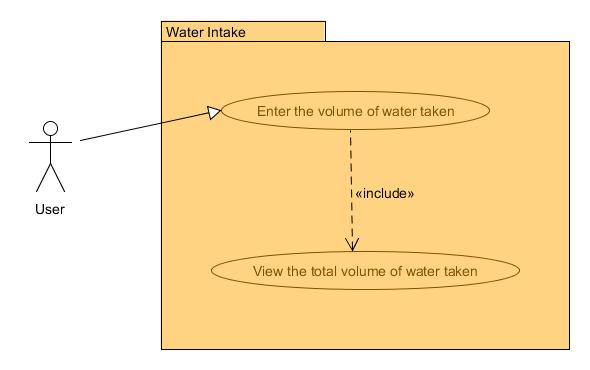 Water Intake
Enter the volume of water taken
«include»
User
View the total volume of water taken